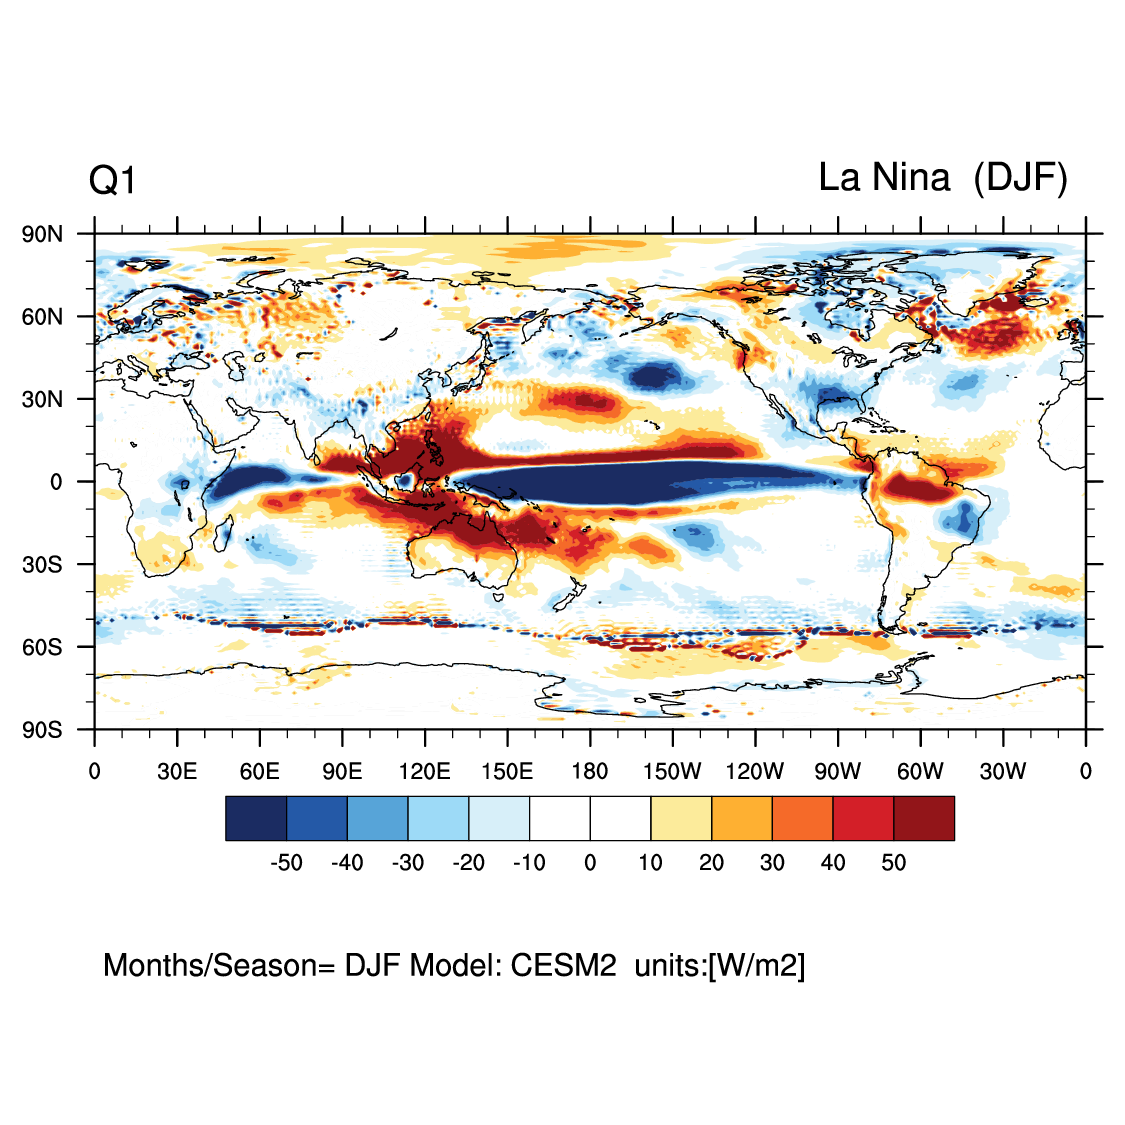 Q1 La Nina (DJF)
90N
60N
30N
0
30S
60S
90S
0 30E 60E 90E 120E 150E 180 150W 120W 90W 60W 30W 0
-50 -40 -30 -20 -10 0 10 20 30 40 50
Months/Season= DJF Model: CESM2 units:[W/m2]